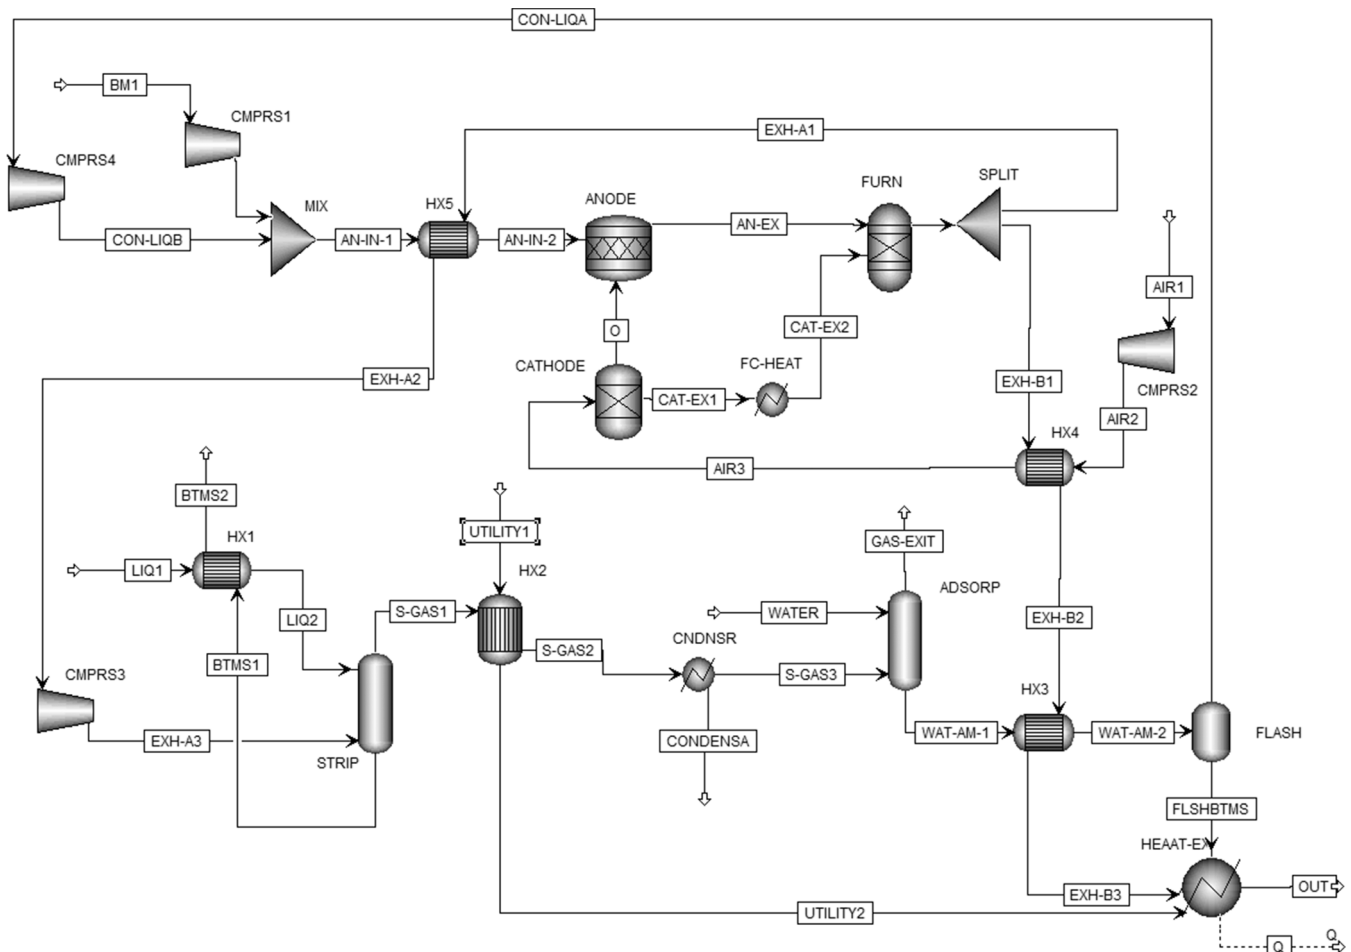 CON-LIQA
BM1
CMPRS1
EXH-A1
CMPRS4
SPLIT
FURN
ANODE
HX5
MIX
CON-LIQB
AN-IN-1
AN-IN-2
AN-EX
AIR1
O
CAT-EX2
CATHODE
FC-HEAT
EXH-A2
EXH-B1
CMPRS2
CAT-EX1
AIR2
HX4
AIR3
BTMS2
UTILITY1
HX1
GAS-EXIT
LIQ1
HX2
ADSORP
S-GAS1
WATER
LIQ2
EXH-B2
CNDNSR
S-GAS2
BTMS1
CMPRS3
S-GAS3
HX3
EXH-A3
CONDENSA
WAT-AM-1
WAT-AM-2
FLASH
STRIP
FLSHBTMS
HEAAT-EX
OUT
EXH-B3
UTILITY2
Q
Q